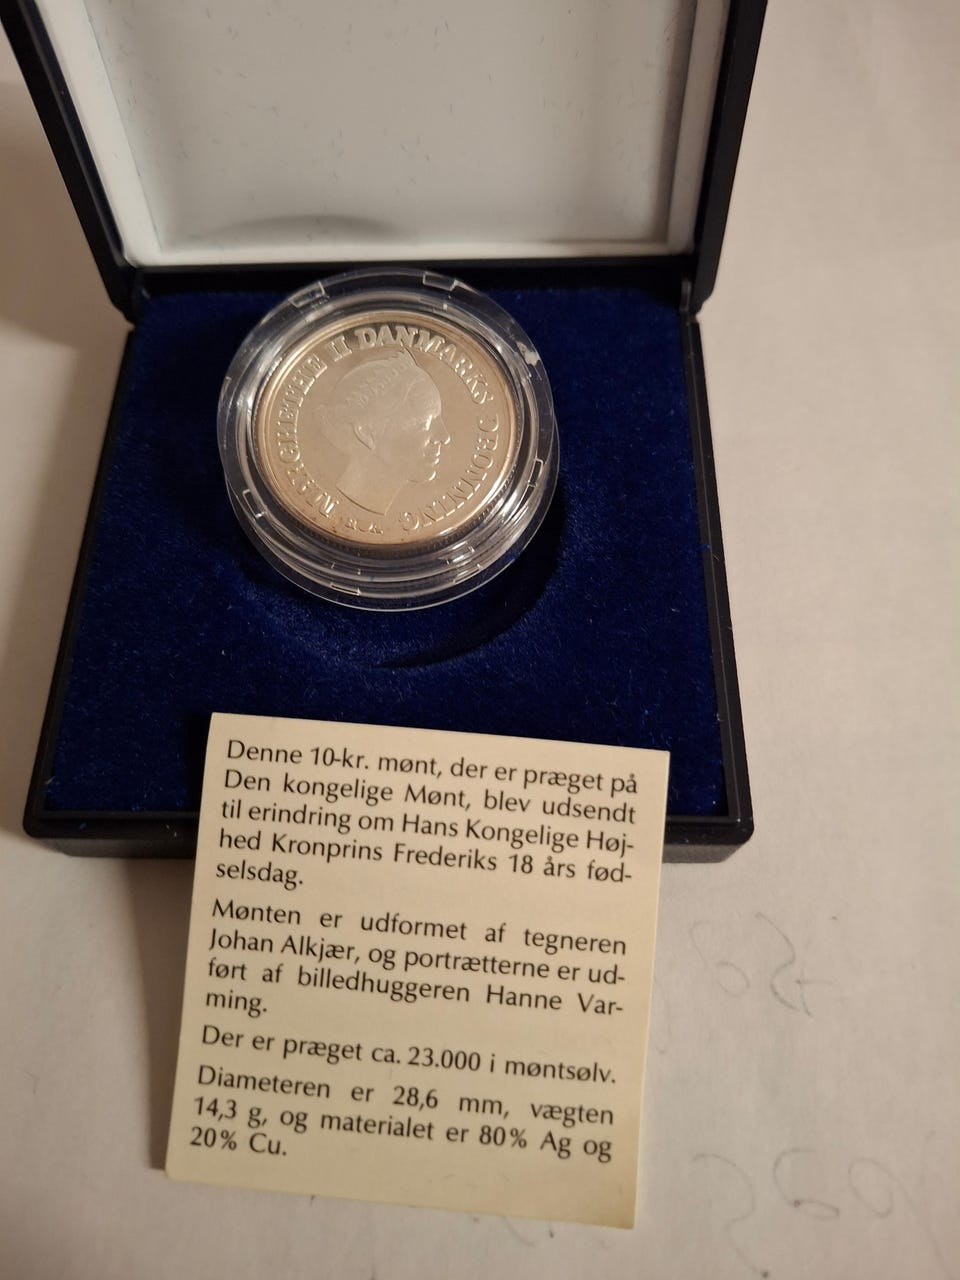 MARGRETHE II DANMARKS DRONNING
Denne 10-kr. mønt, der er præget på
Den kongelige Mønt, blev udsendt
til erindring om Hans Kongelige Høj-
hed Kronprins Frederiks 18 års fød-
selsdag.
Mønten er udformet af tegneren
Johan Alkjær, og portrætterne er ud-
ført af billedhuggeren Hanne Var-
ming.
Der er præget ca. 23.000 i møntsølv.
Diameteren er 28,6 mm, vægten
14,3 g, og materialet er 80% Ag og
20% Cu.